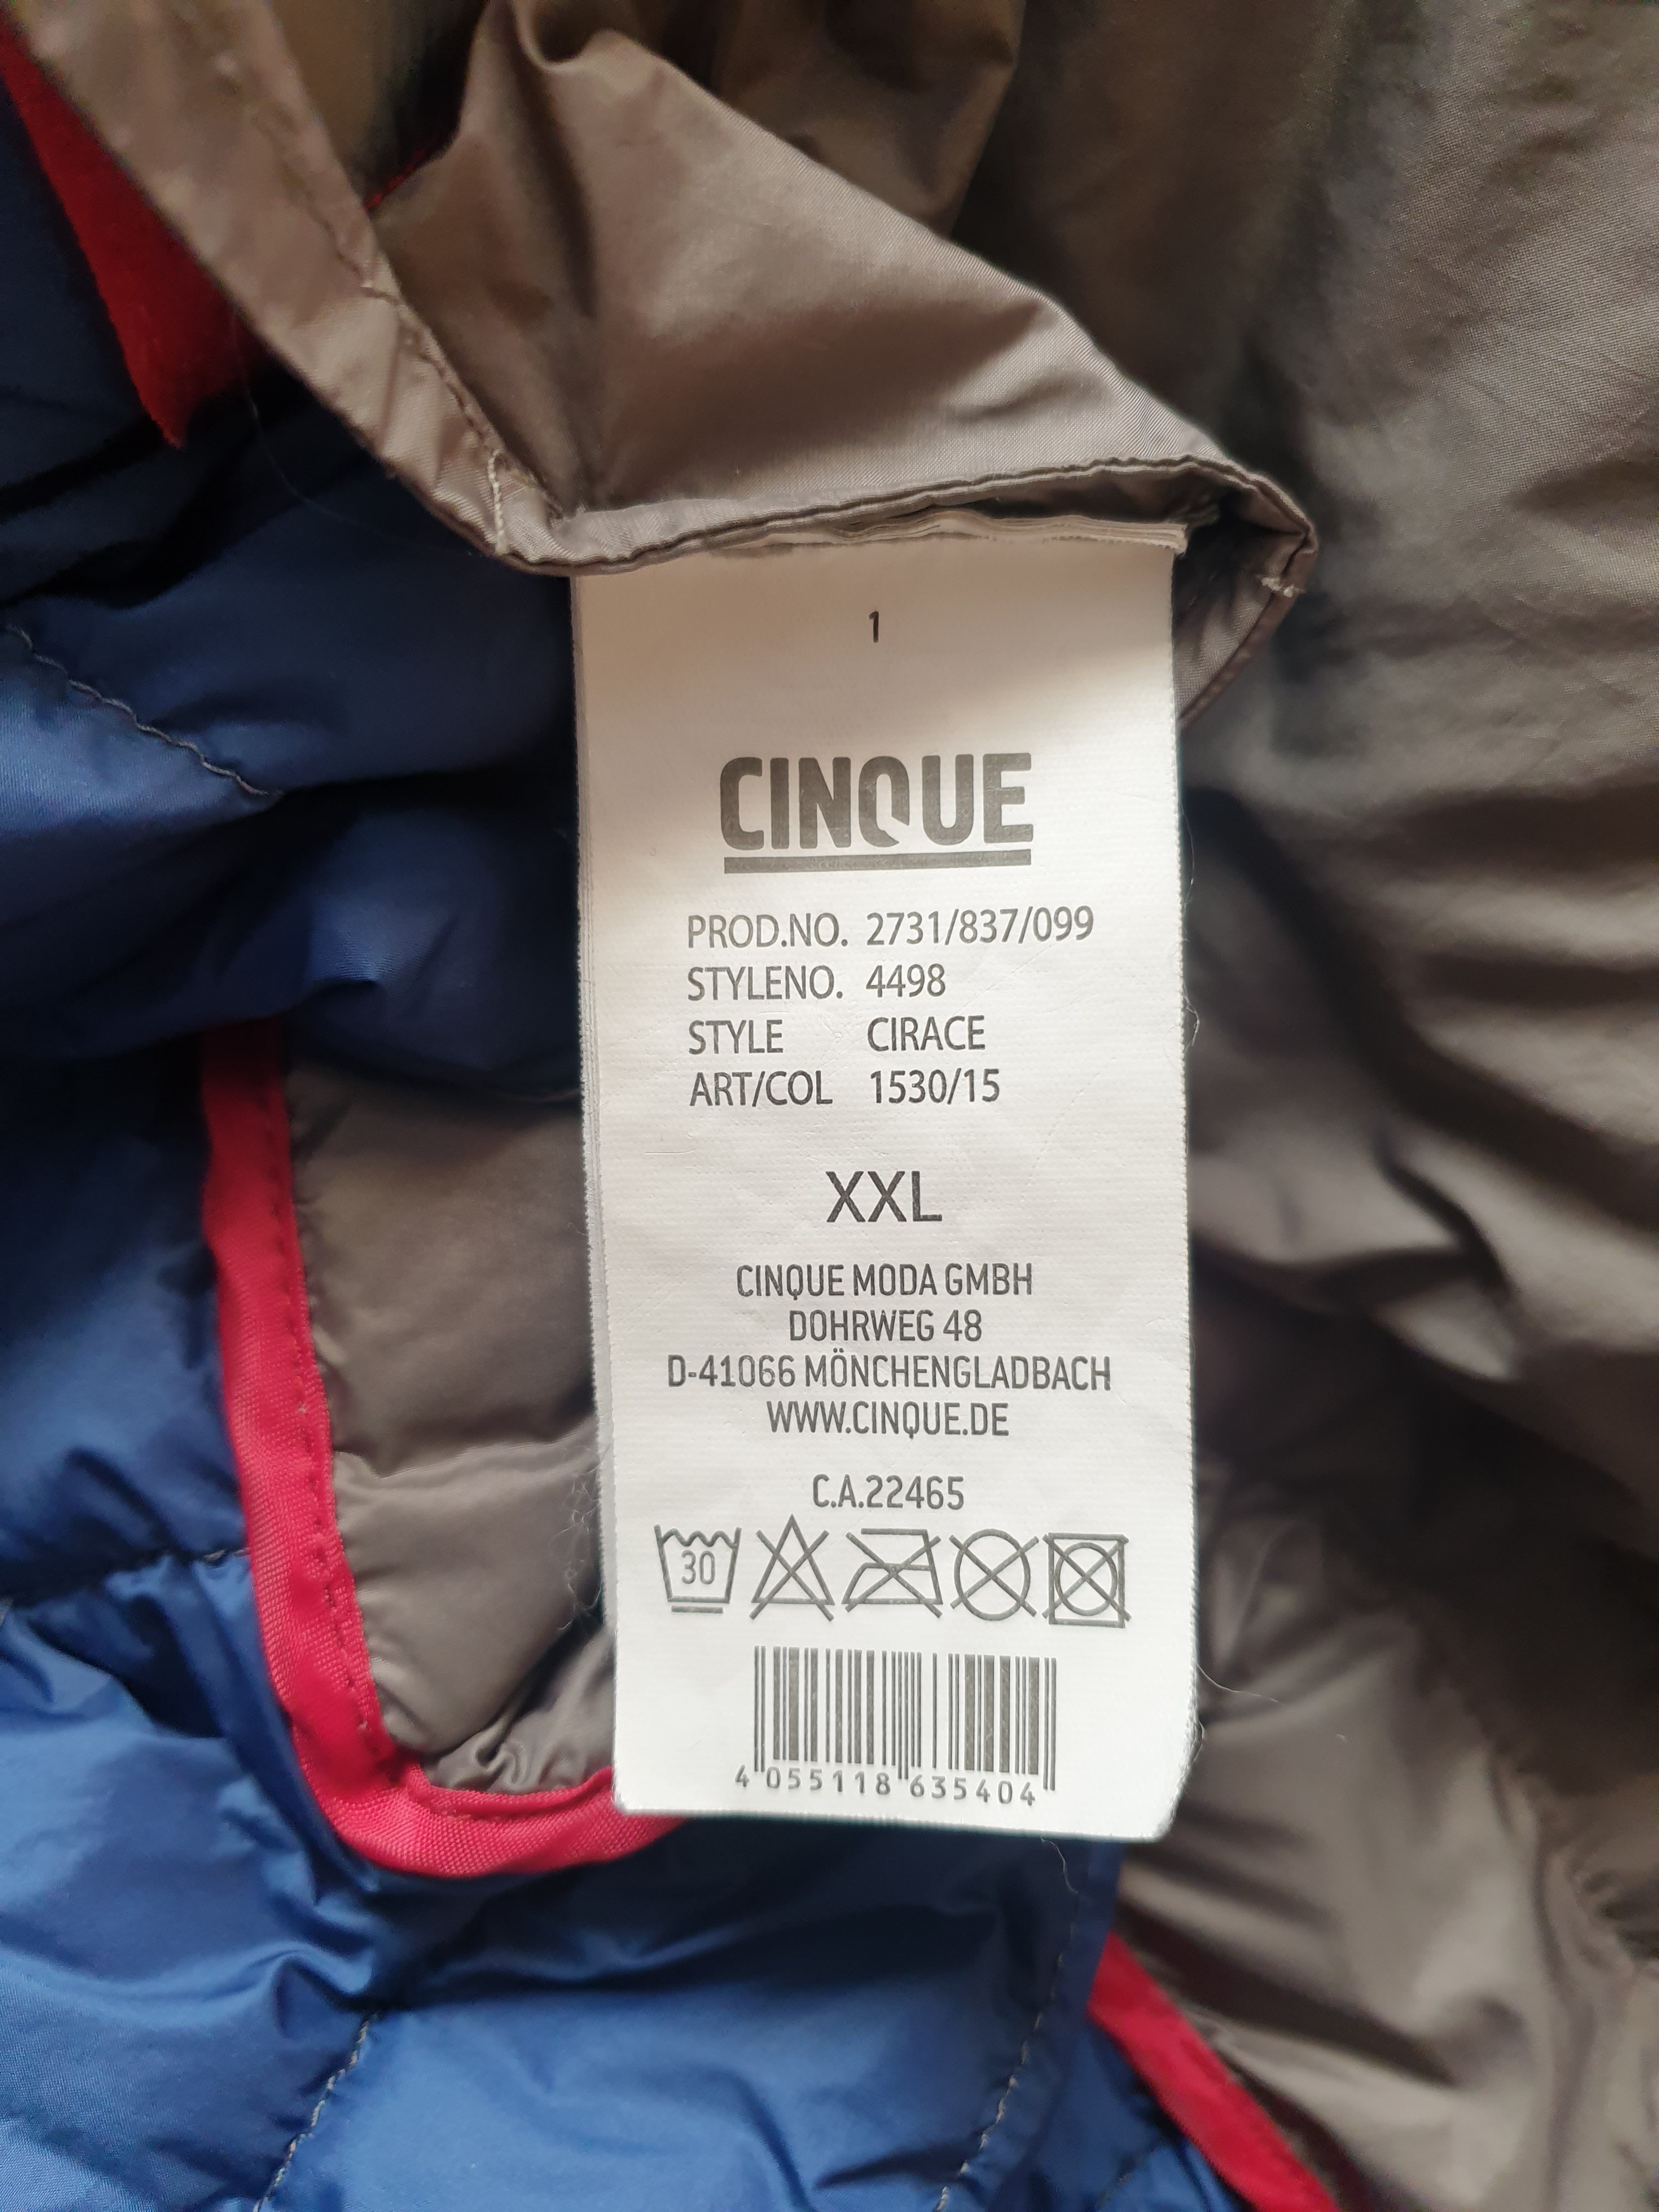 1
CINQUE
PROD.NO. 2731/837/099
STYLENO. 4498
STYLE CIRACE
ART/COL 1530/15
XXL
CINQUE MODA GMBH
DOHRWEG 48
D-41066 MÖNCHENGLADBACH
WWW.CINQUE.DE
C.A.22465
30
4 055118 635404